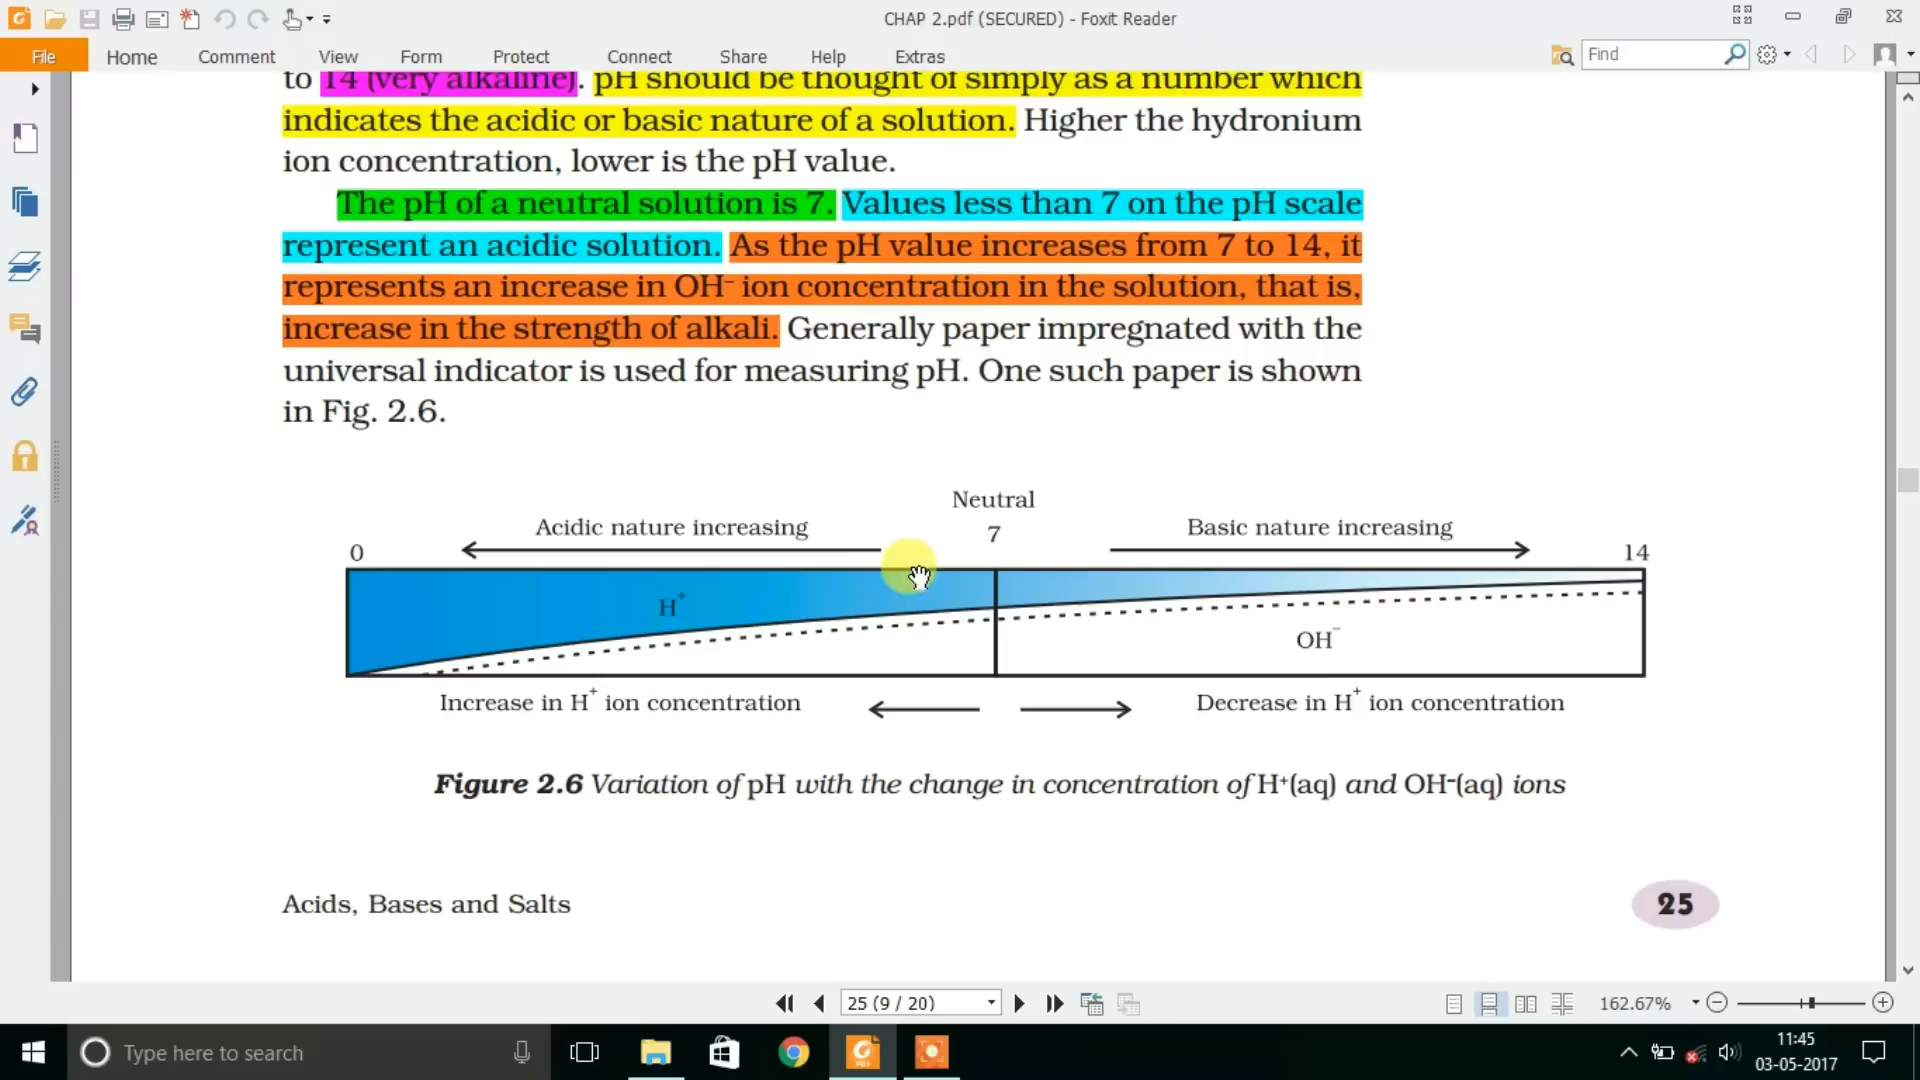 CHAP 2.pdf (SECURED) - Foxit Reader
File Home Comment View Form Protect Connect Share Help Extras
Find
to 14 (very alkaline). pH should be thought of simply as a number which
indicates the acidic or basic nature of a solution. Higher the hydronium
ion concentration, lower is the pH value.
The pH of a neutral solution is 7. Values less than 7 on the pH scale
represent an acidic solution. As the pH value increases from 7 to 14, it
represents an increase in OH⁻ ion concentration in the solution, that is,
increase in the strength of alkali. Generally paper impregnated with the
universal indicator is used for measuring pH. One such paper is shown
in Fig. 2.6.
Neutral
Acidic nature increasing 7 Basic nature increasing
0 14
H⁺
OH⁻
Increase in H⁺ ion concentration Decrease in H⁺ ion concentration
Figure 2.6 Variation of pH with the change in concentration of H⁺(aq) and OH⁻(aq) ions
Acids, Bases and Salts 25
25 (9 / 20) 162.67%
Type here to search
11:45
03-05-2017